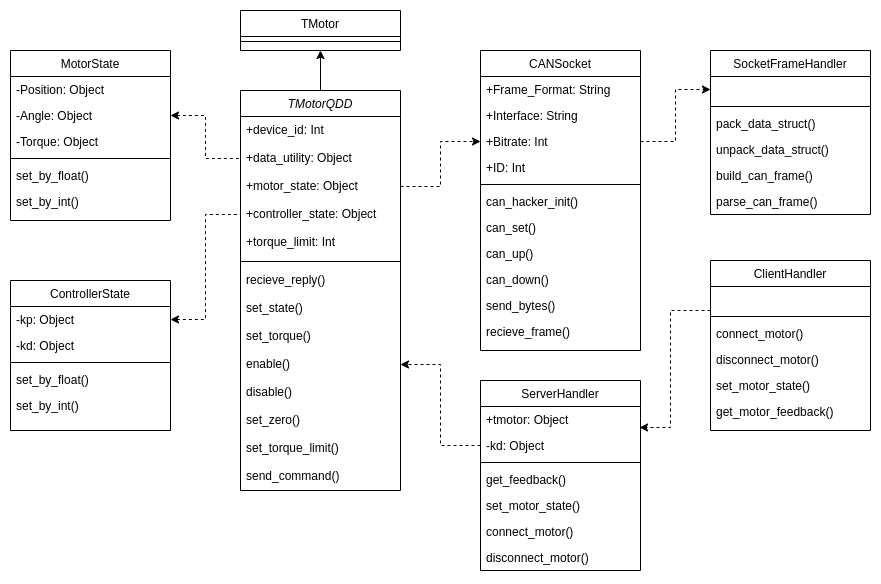 TMotor
MotorState
-Position: Object
-Angle: Object
-Torque: Object
set_by_float()
set_by_int()
ControllerState
-kp: Object
-kd: Object
set_by_float()
set_by_int()
TMotorQDD
+device_id: Int
+data_utility: Object
+motor_state: Object
+controller_state: Object
+torque_limit: Int
recieve_reply()
set_state()
set_torque()
enable()
disable()
set_zero()
set_torque_limit()
send_command()
CANSocket
+Frame_Format: String
+Interface: String
+Bitrate: Int
+ID: Int
can_hacker_init()
can_set()
can_up()
can_down()
send_bytes()
recieve_frame()
ServerHandler
+tmotor: Object
-kd: Object
get_feedback()
set_motor_state()
connect_motor()
disconnect_motor()
SocketFrameHandler
pack_data_struct()
unpack_data_struct()
build_can_frame()
parse_can_frame()
ClientHandler
connect_motor()
disconnect_motor()
set_motor_state()
get_motor_feedback()